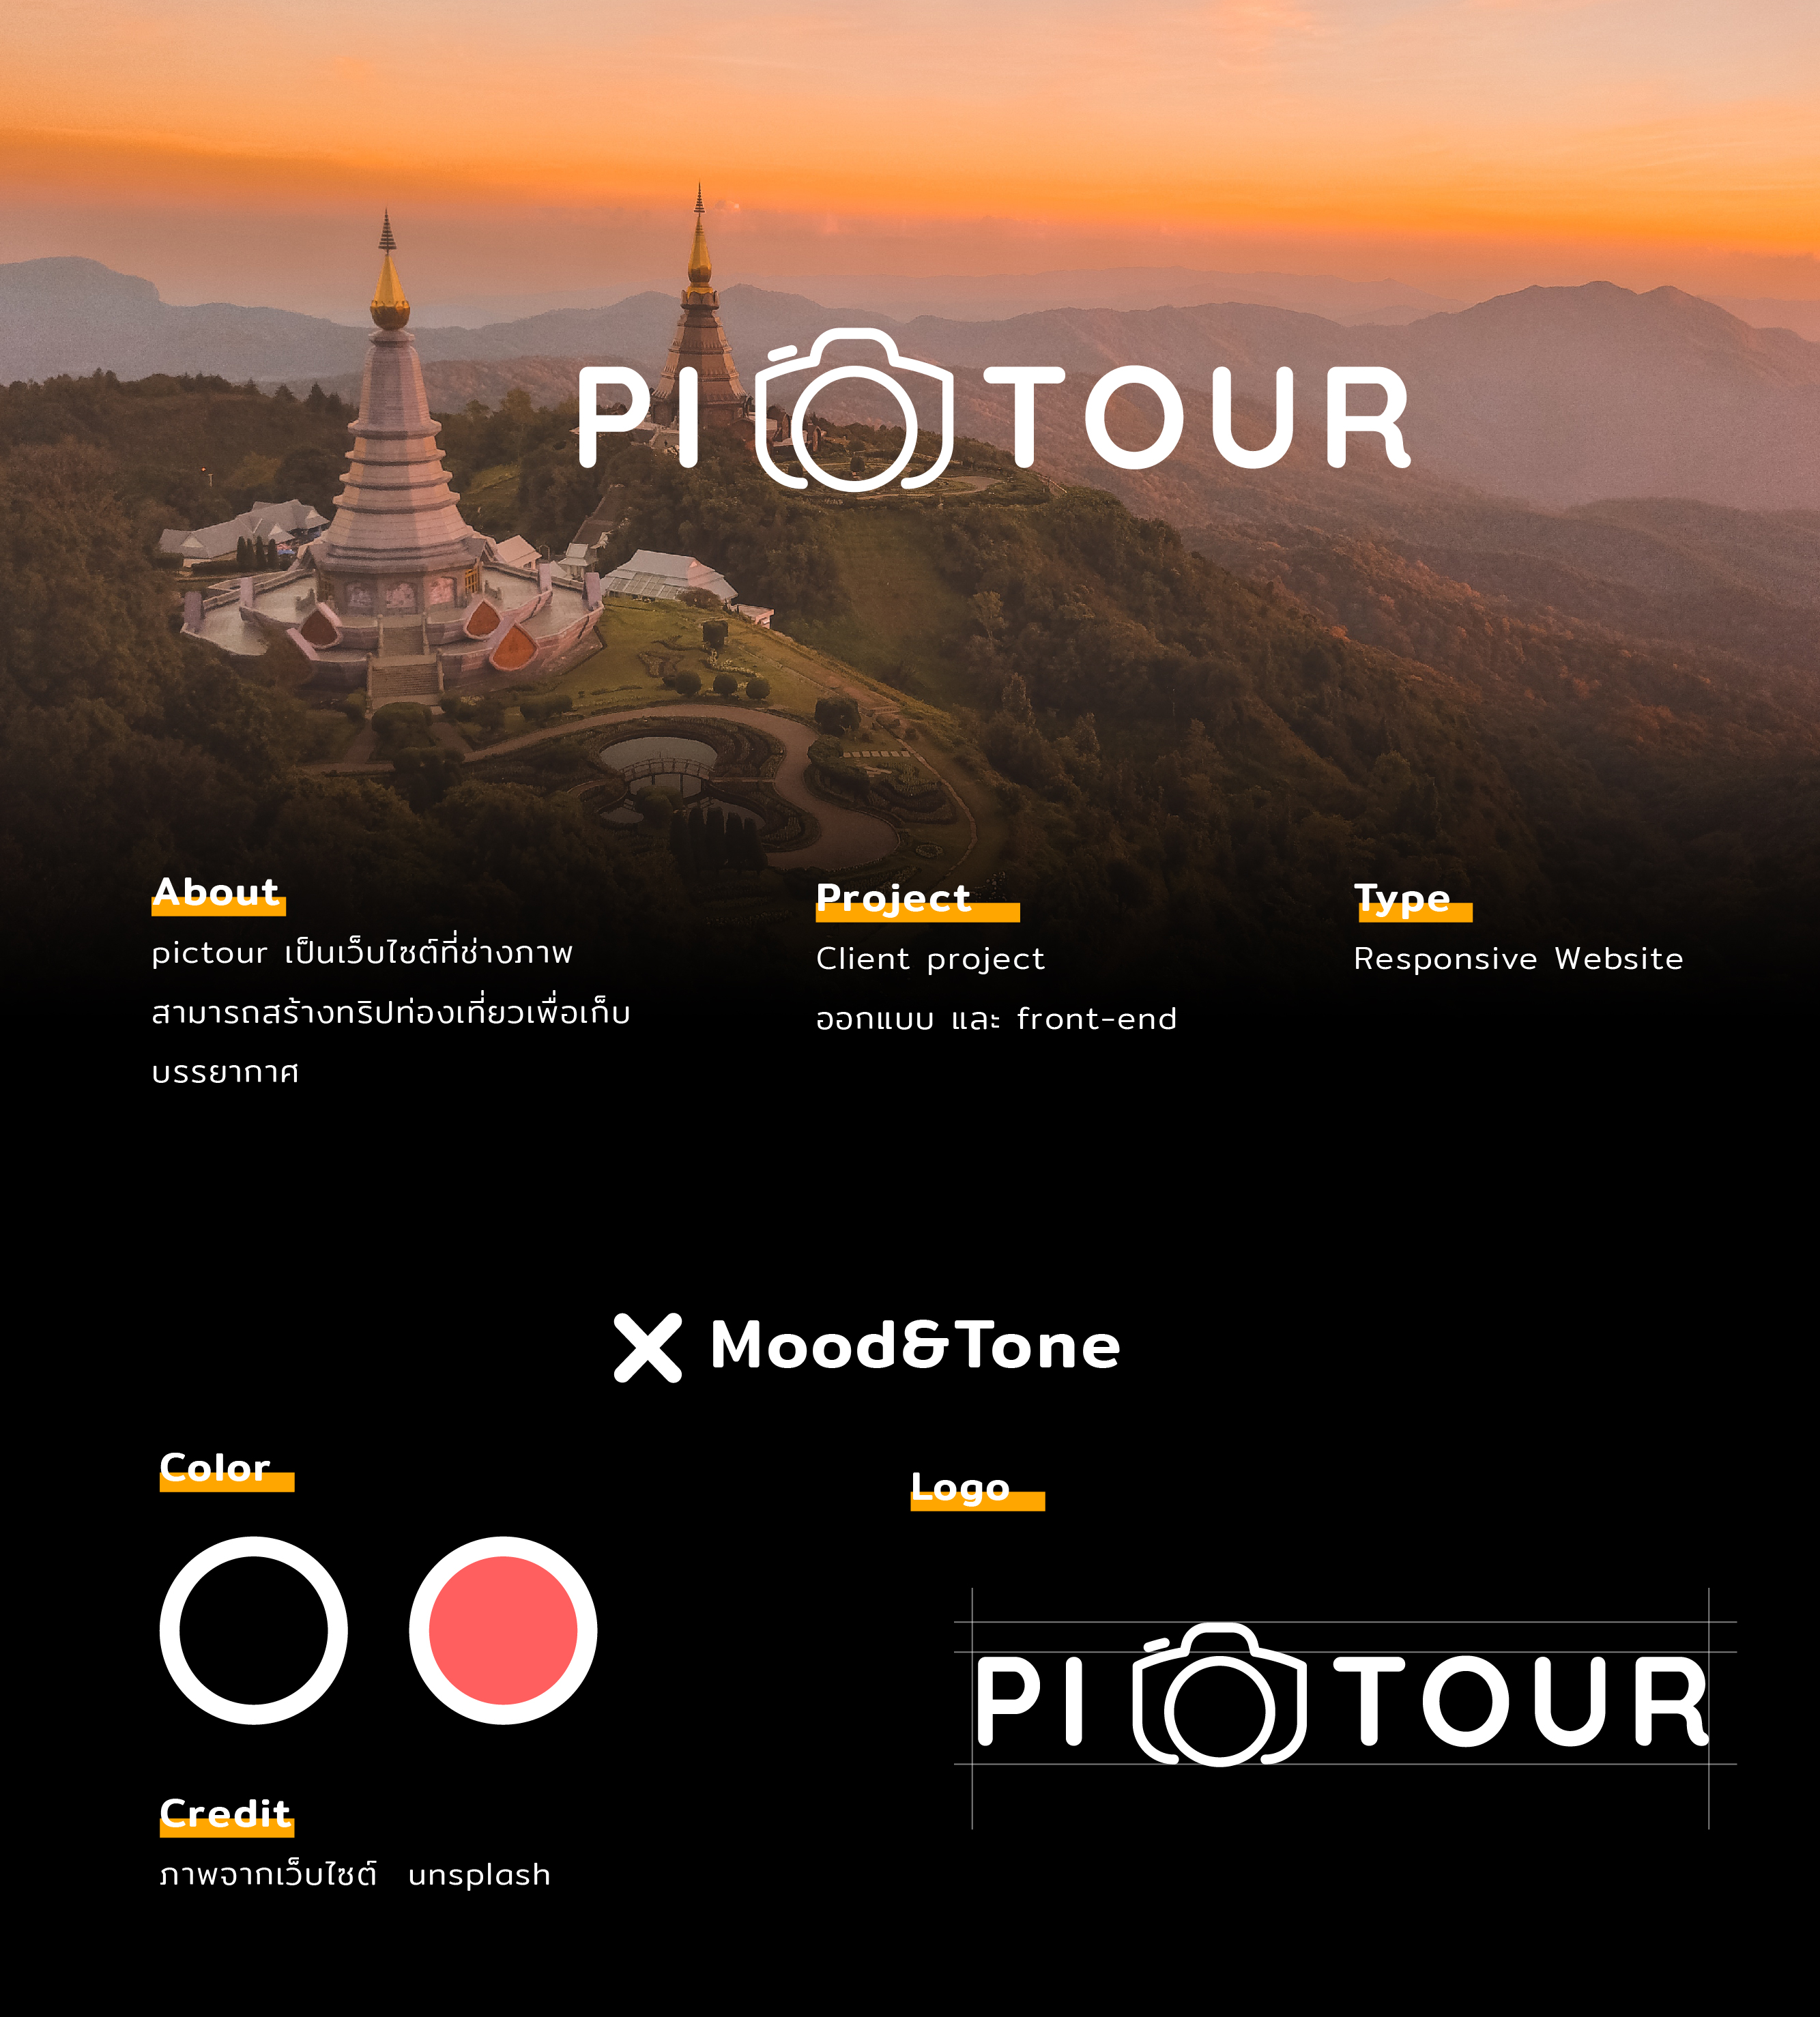 PI TOUR
About
pictour เป็นเว็บไซต์ที่ช่างภาพ
สามารถสร้างทริปท่องเที่ยวเพื่อเก็บ
บรรยากาศ
Project
Client project
ออกแบบ และ front-end
Type
Responsive Website
Mood&Tone
Color
Logo
PI TOUR
Credit
ภาพจากเว็บไซต์ unsplash